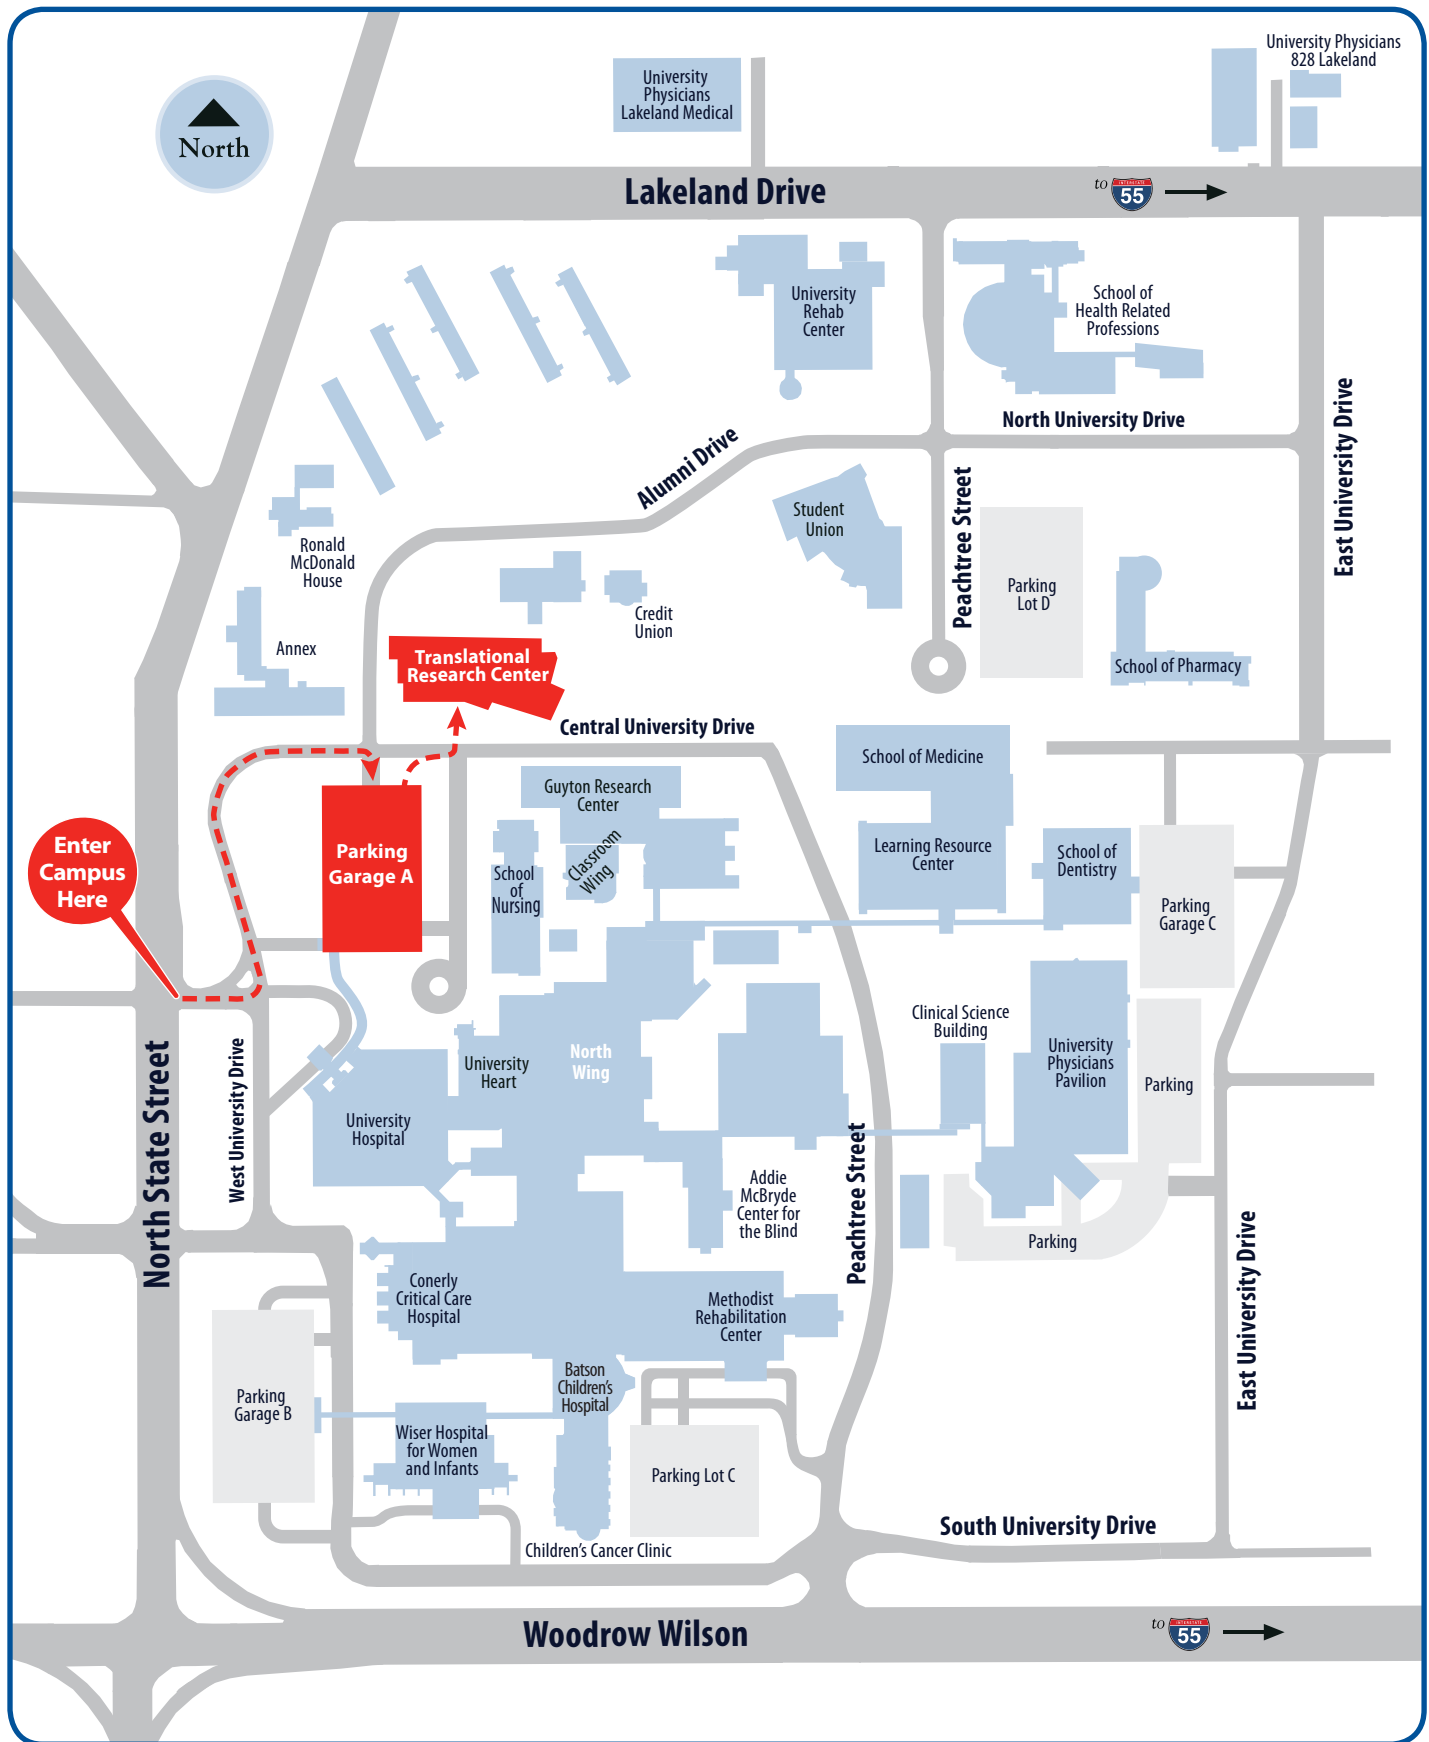 University Physicians
828 Lakeland
University
Physicians
Lakeland Medical
North
Lakeland Drive
to
INTERSTATE
55
University
Rehab
Center
School of
Health Related
Professions
North University Drive
East University Drive
Alumni Drive
Student
Union
Peachtree Street
Parking
Lot D
Ronald
McDonald
House
Credit
Union
Annex
Translational
Research Center
School of Pharmacy
Central University Drive
School of Medicine
Guyton Research
Center
Enter
Campus
Here
Parking
Garage A
Classroom
Wing
School
of
Nursing
Learning Resource
Center
School of
Dentistry
Parking
Garage C
Clinical Science
Building
North State Street
West University Drive
University
Heart
North
Wing
University
Physicians
Pavilion
Parking
University
Hospital
Peachtree Street
Addie
McBryde
Center for
the Blind
Parking
East University Drive
Conerly
Critical Care
Hospital
Methodist
Rehabilitation
Center
Batson
Children's
Hospital
Parking
Garage B
Wiser Hospital
for Women
and Infants
Parking Lot C
South University Drive
Children's Cancer Clinic
Woodrow Wilson
to
INTERSTATE
55